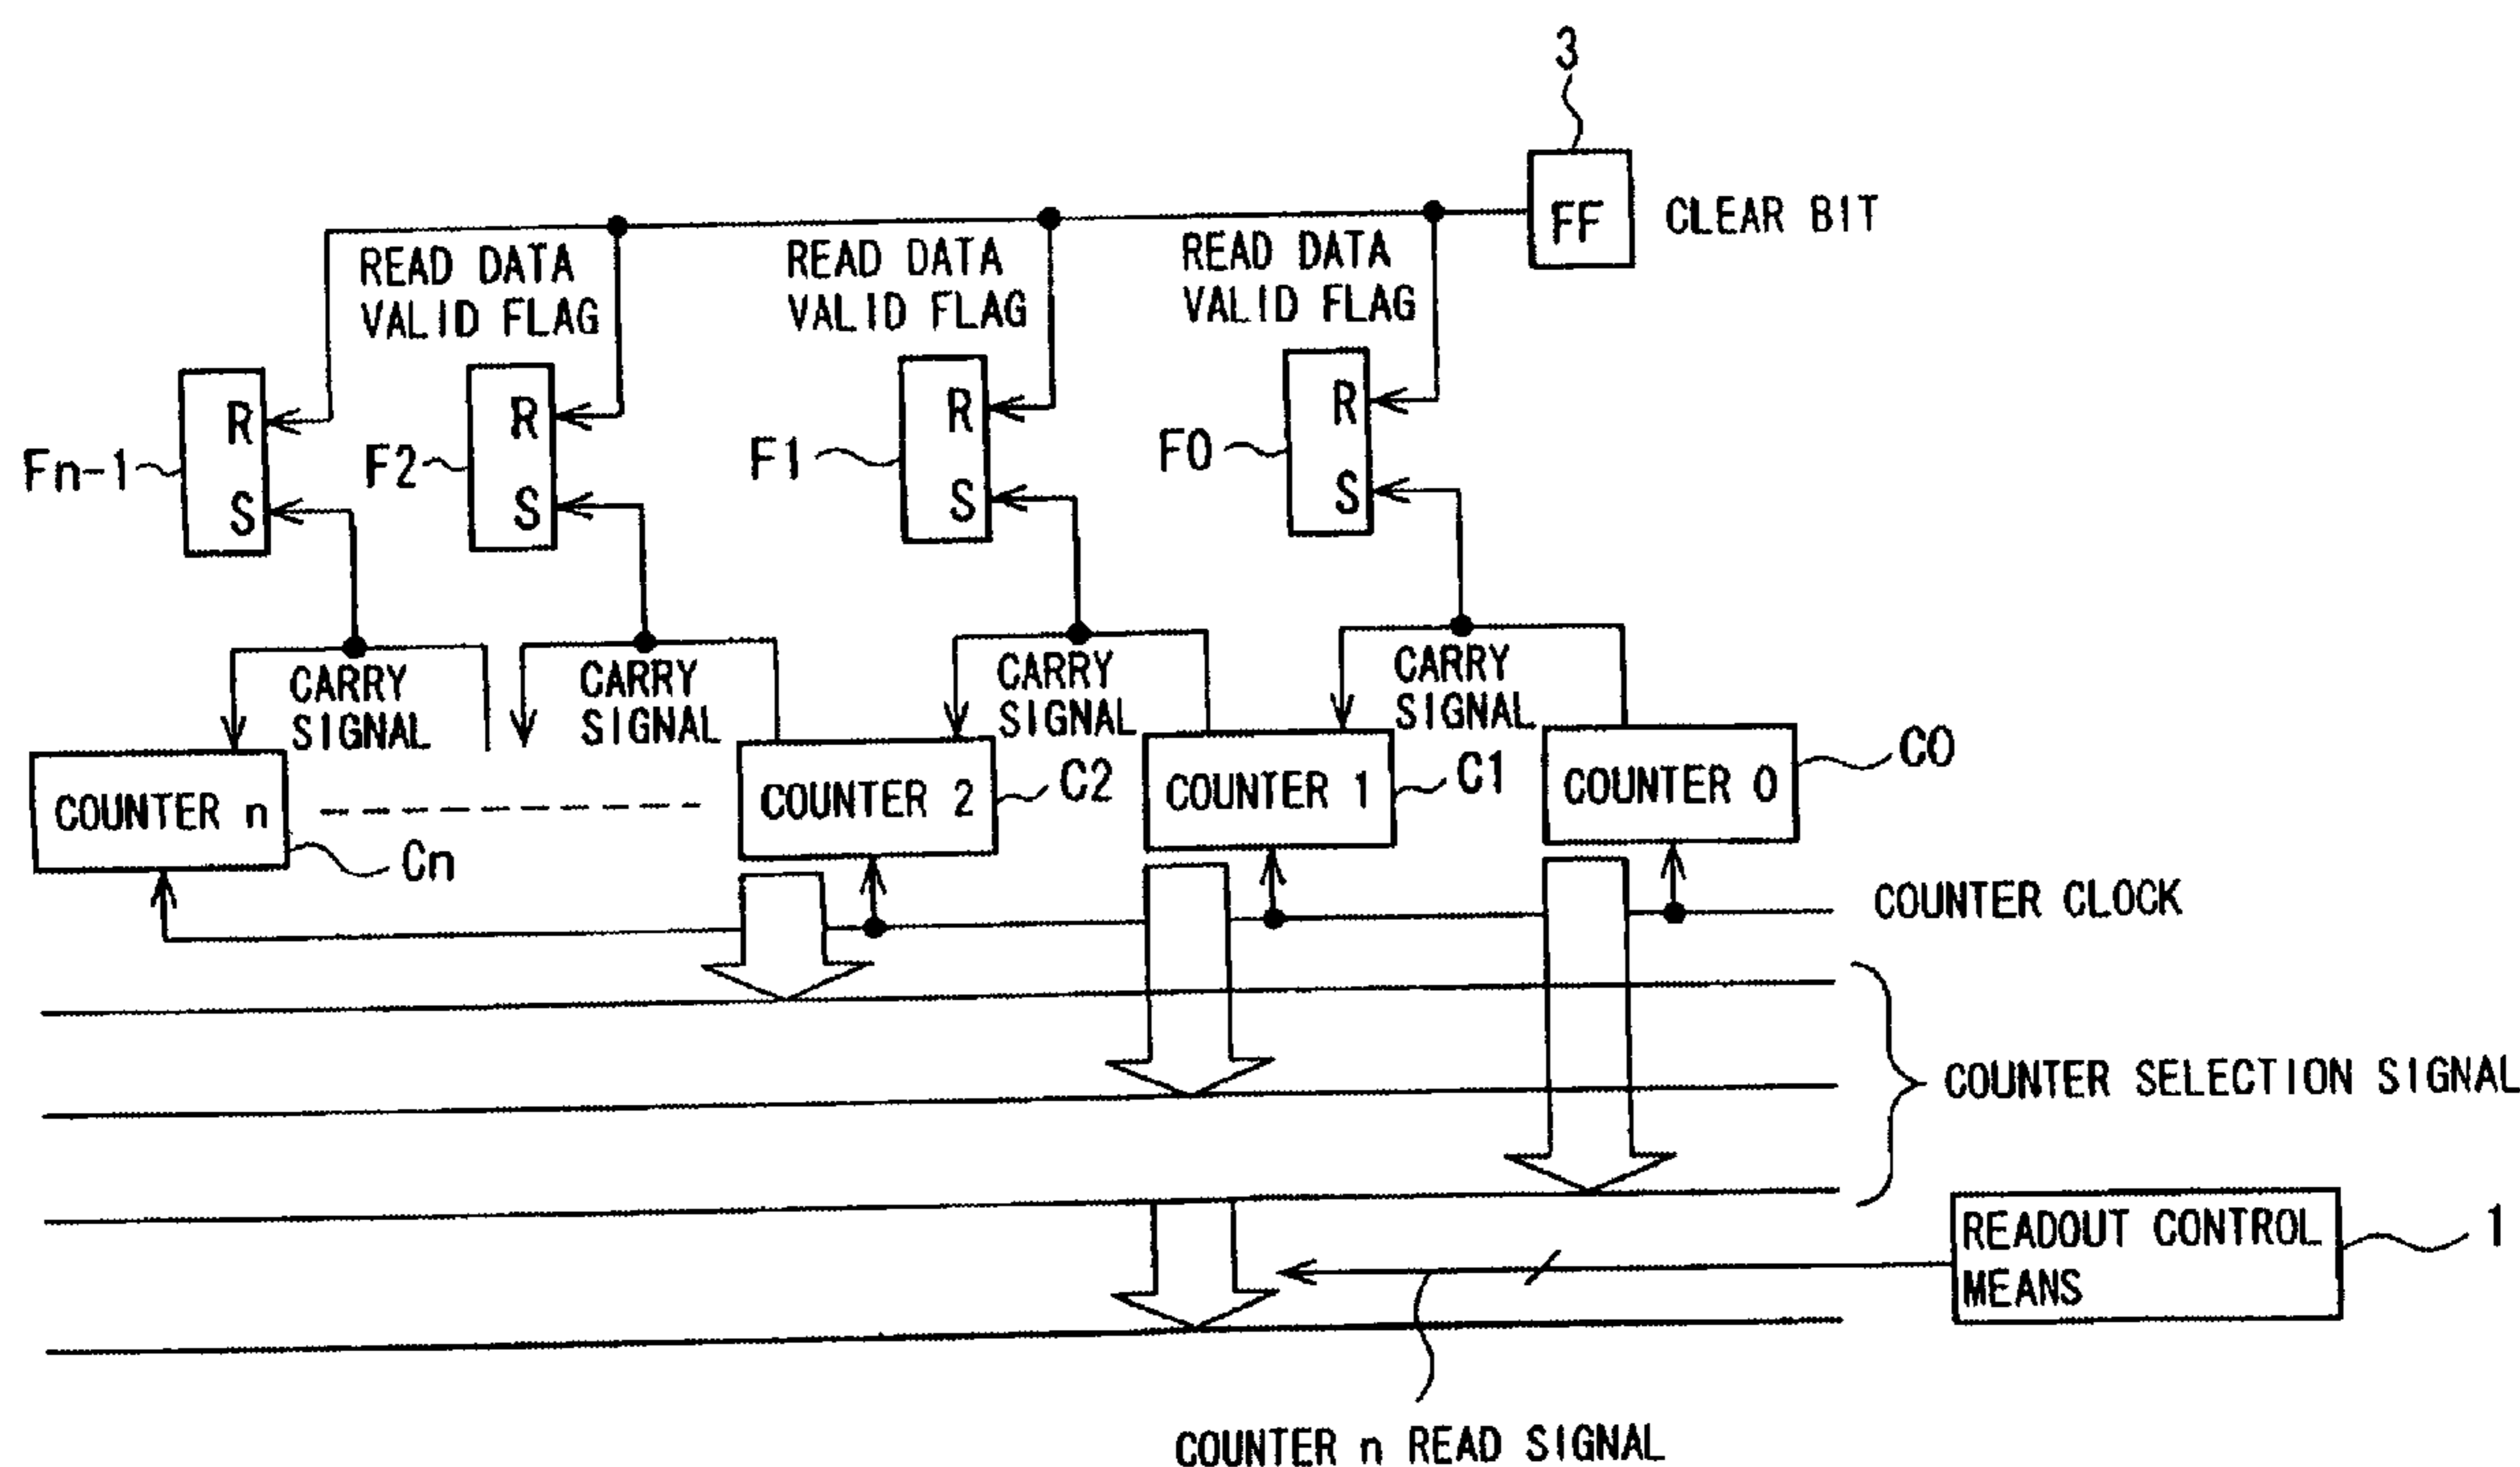 3
FF
CLEAR BIT
READ DATA
VALID FLAG
READ DATA
VALID FLAG
READ DATA
VALID FLAG
R
S
Fn-1
R
S
F2
R
S
F1
R
S
F0
CARRY
SIGNAL
CARRY
SIGNAL
CARRY
SIGNAL
CARRY
SIGNAL
COUNTER n
Cn
COUNTER 2
C2
COUNTER 1
C1
COUNTER 0
C0
COUNTER CLOCK
COUNTER SELECTION SIGNAL
READOUT CONTROL
MEANS
1
COUNTER n READ SIGNAL